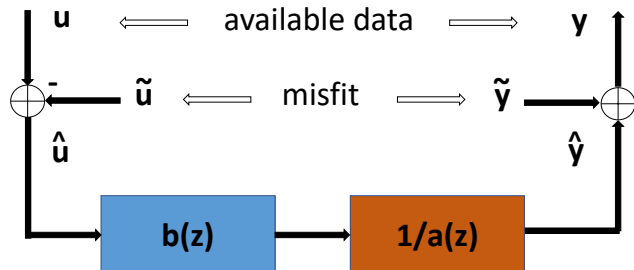 u available data y
- ũ misfit ỹ
û ŷ
b(z) 1/a(z)